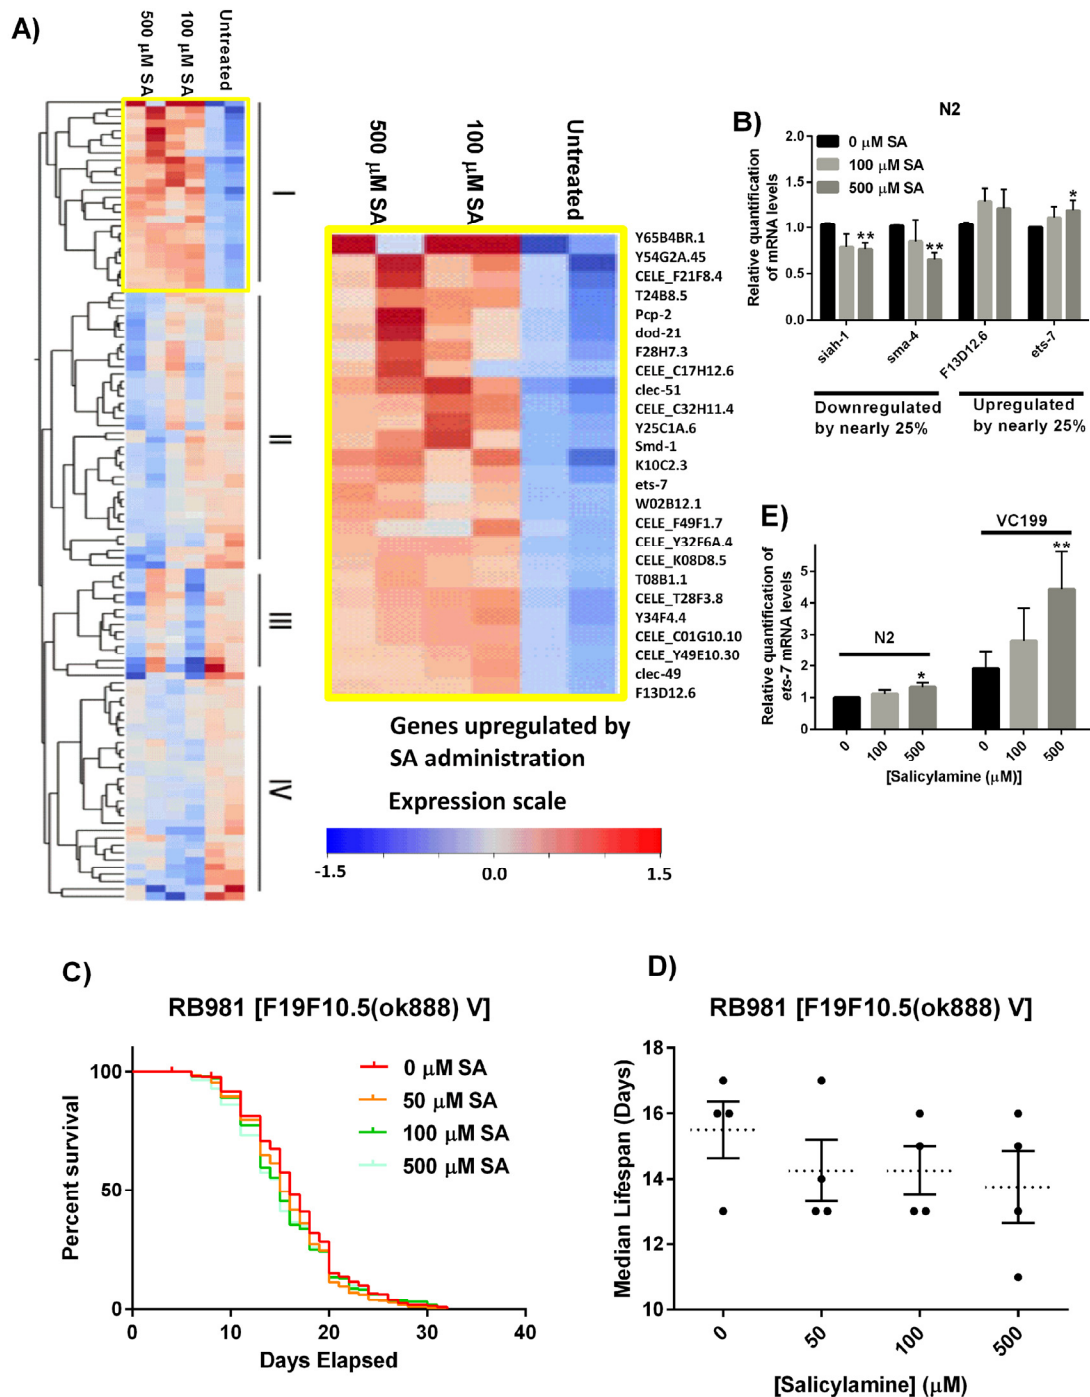 A)
500 µM SA
100 µM SA
Untreated
I
II
III
IV
500 µM SA
100 µM SA
Untreated
Y65B4BR.1
Y54G2A.45
CELE_F21F8.4
T24B8.5
Pcp-2
dod-21
F28H7.3
CELE_C17H12.6
clec-51
CELE_C32H11.4
Y25C1A.6
Smd-1
K10C2.3
ets-7
W02B12.1
CELE_F49F1.7
CELE_Y32F6A.4
CELE_K08D8.5
T08B1.1
CELE_T28F3.8
Y34F4.4
CELE_C01G10.10
CELE_Y49E10.30
clec-49
F13D12.6
Genes upregulated by
SA administration
Expression scale
-1.5
0.0
1.5
B)
N2
0 µM SA
100 µM SA
500 µM SA
Relative quantification
of mRNA levels
2.0
1.5
1.0
0.5
0.0
**
**
*
siah-1
sma-4
F13D12.6
ets-7
Downregulated
by nearly 25%
Upregulated
by nearly 25%
E)
VC199
N2
**
*
Relative quantification of
ets-7 mRNA levels
5
4
3
2
1
0
0
100
500
0
100
500
[Salicylamine (µM)]
C)
RB981 [F19F10.5(ok888) V]
0 µM SA
50 µM SA
100 µM SA
500 µM SA
Percent survival
100
50
0
0
10
20
30
40
Days Elapsed
D)
RB981 [F19F10.5(ok888) V]
Median Lifespan (Days)
18
16
14
12
10
0
50
100
500
[Salicylamine] (µM)